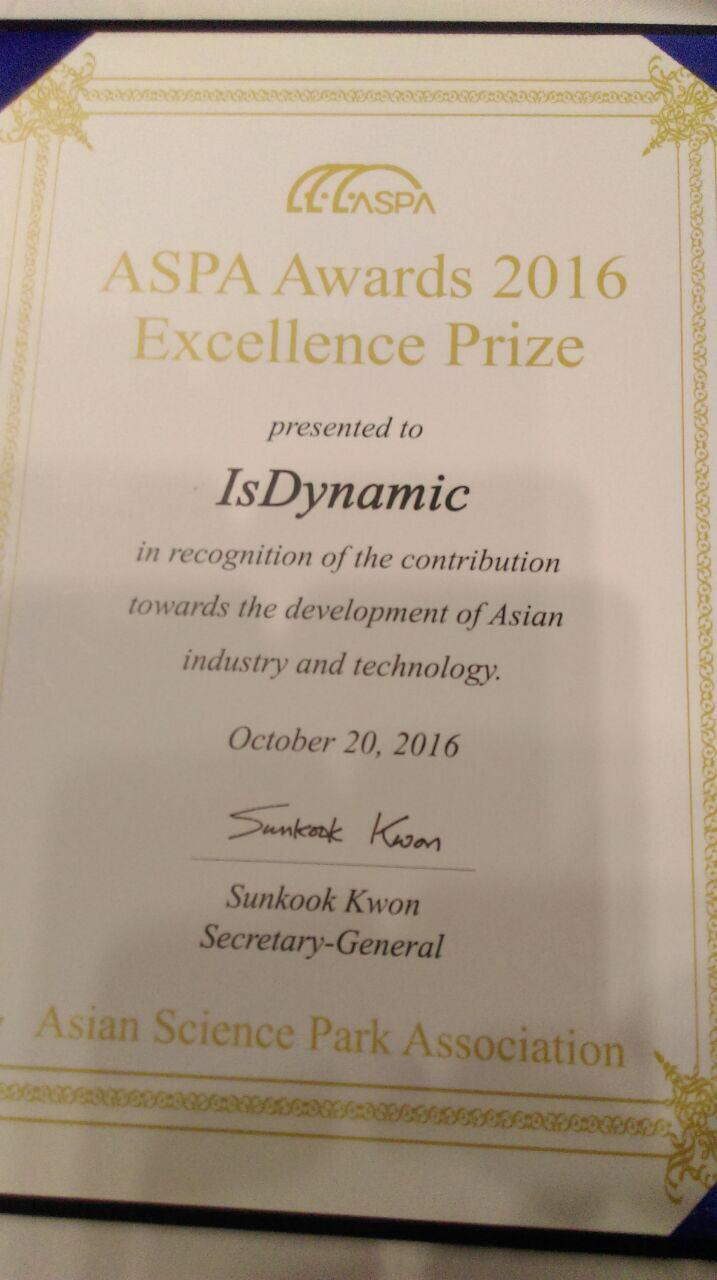 ASPA
ASPA Awards 2016
Excellence Prize
presented to
IsDynamic
in recognition of the contribution
towards the development of Asian
industry and technology.
October 20, 2016
Sunkook Kwon
Sunkook Kwon
Secretary-General
Asian Science Park Association